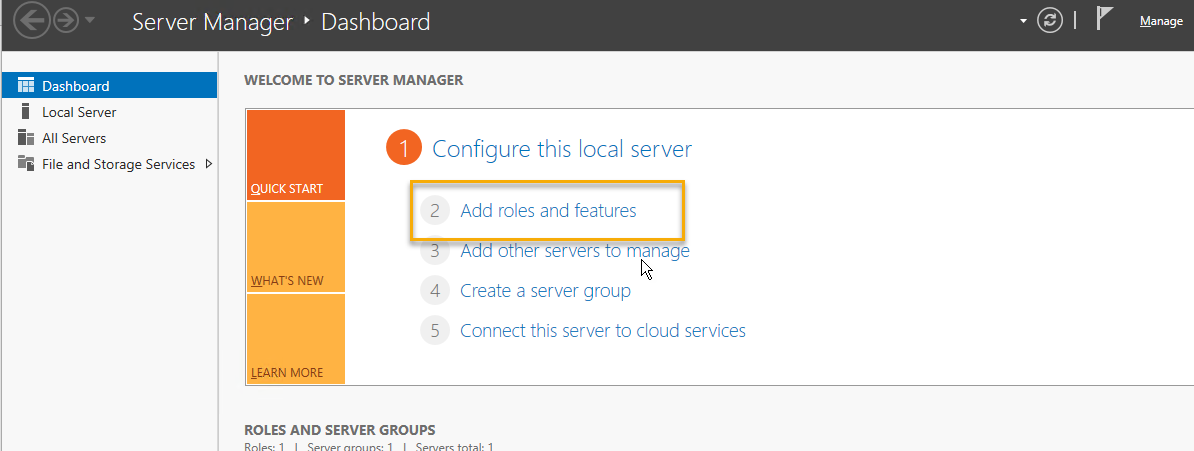 Server Manager ‣ Dashboard
Manage
Dashboard
Local Server
All Servers
File and Storage Services
WELCOME TO SERVER MANAGER
QUICK START
WHAT'S NEW
LEARN MORE
1 Configure this local server
2 Add roles and features
3 Add other servers to manage
4 Create a server group
5 Connect this server to cloud services
ROLES AND SERVER GROUPS
Roles: 1 | Server groups: 1 | Servers total: 1